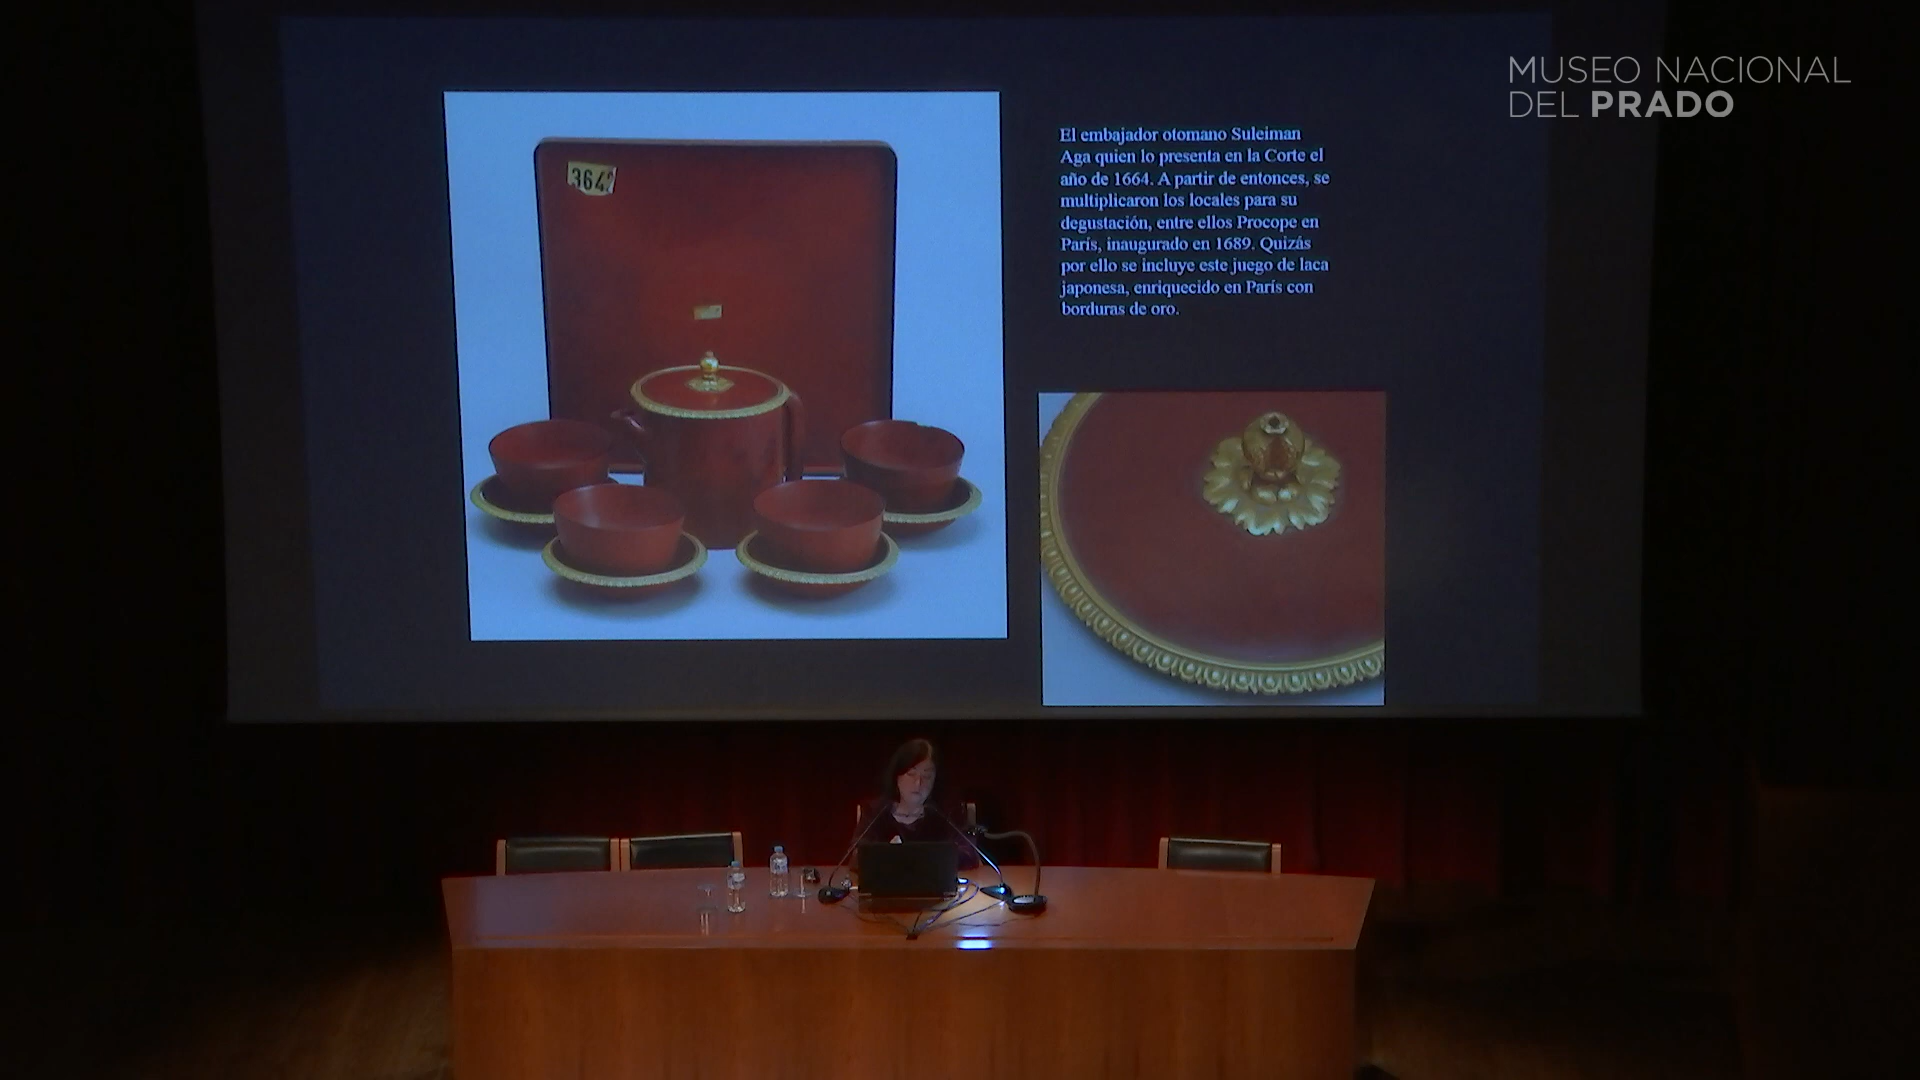 MUSEO NACIONAL
DEL PRADO
El embajador otomano Suleiman
Aga quien lo presenta en la Corte el
año de 1664. A partir de entonces, se
multiplicaron los locales para su
degustación, entre ellos Procope en
París, inaugurado en 1689. Quizás
por ello se incluye este juego de laca
japonesa, enriquecido en París con
borduras de oro.
364